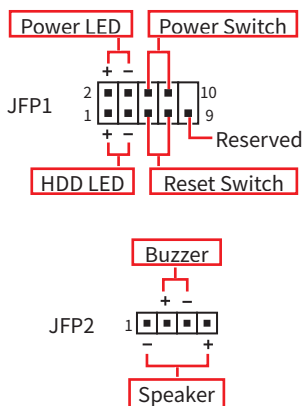 Power LED Power Switch
+ −
JFP1 2 10
1 9
+ − Reserved
HDD LED Reset Switch
Buzzer
+ −
JFP2 1
− +
Speaker